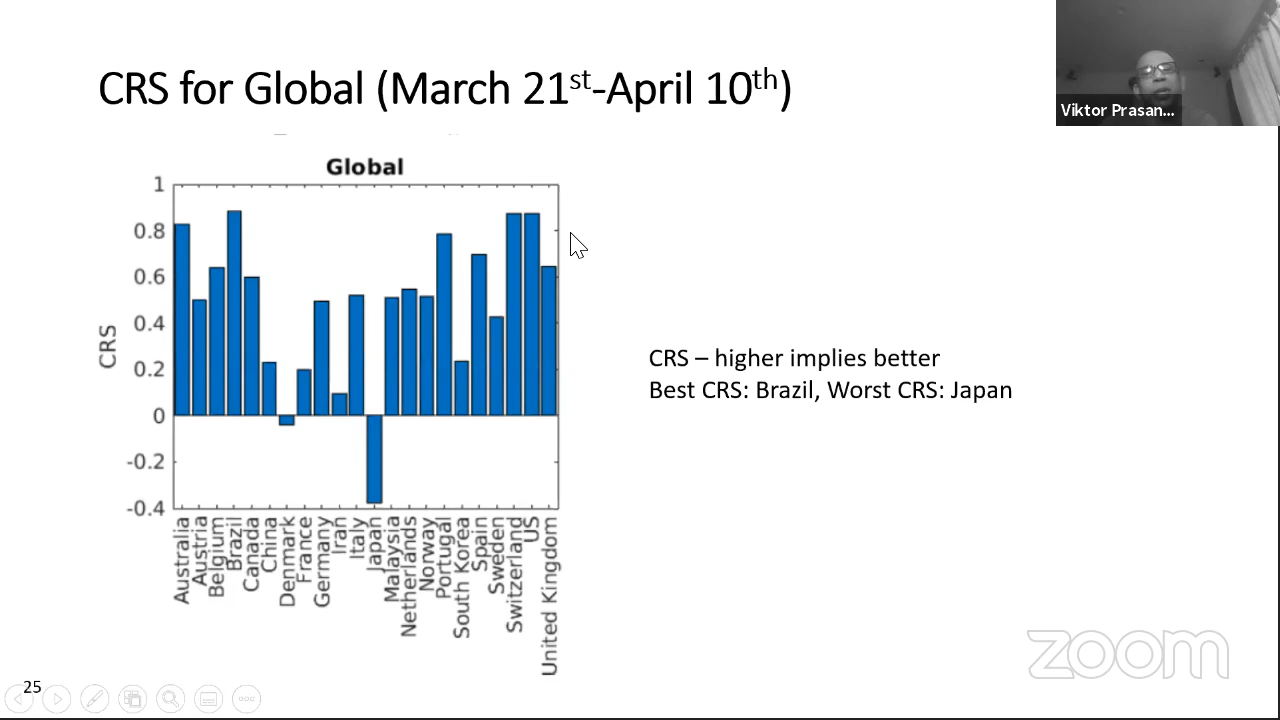 CRS for Global (March 21st-April 10th)
Viktor Prasan...
Global
1
0.8
0.6
0.4
0.2
0
-0.2
-0.4
CRS
Australia
Austria
Belgium
Brazil
Canada
China
Denmark
France
Germany
Iran
Italy
Japan
Malaysia
Netherlands
Norway
Portugal
South Korea
Spain
Sweden
Switzerland
US
United Kingdom
CRS – higher implies better
Best CRS: Brazil, Worst CRS: Japan
zoom
25